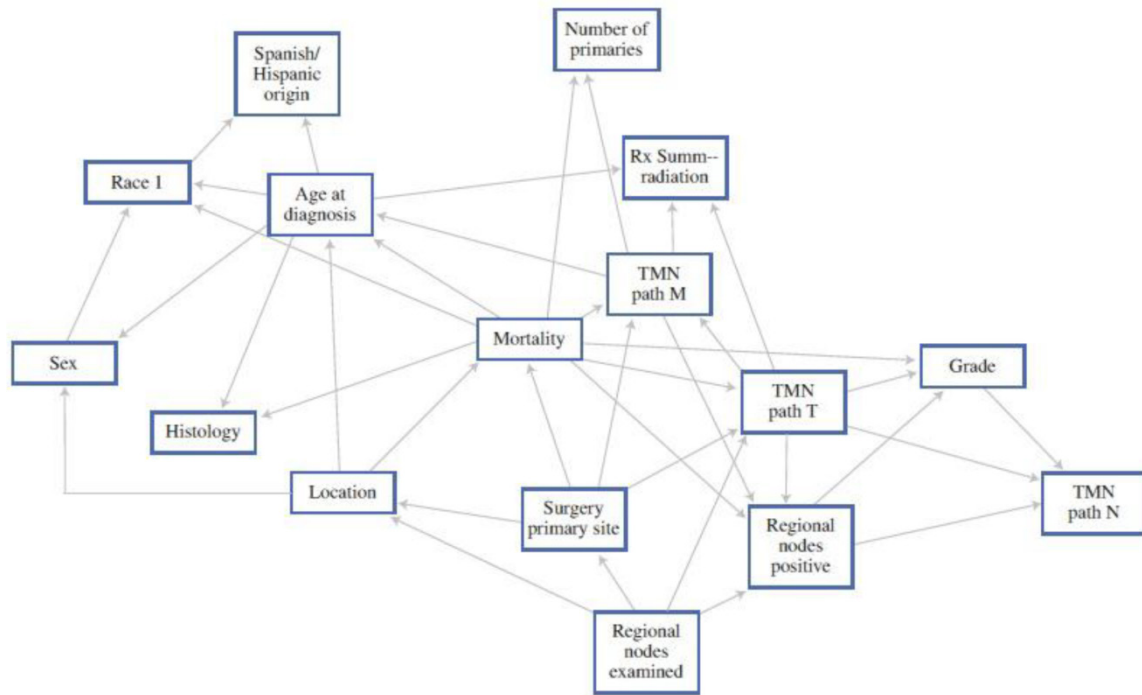 Number of
primaries
Spanish/
Hispanic
origin
Rx Summ--
radiation
Race 1
Age at
diagnosis
TMN
path M
Mortality
Sex
Grade
TMN
path T
Histology
Location
Surgery
primary site
TMN
path N
Regional
nodes
positive
Regional
nodes
examined